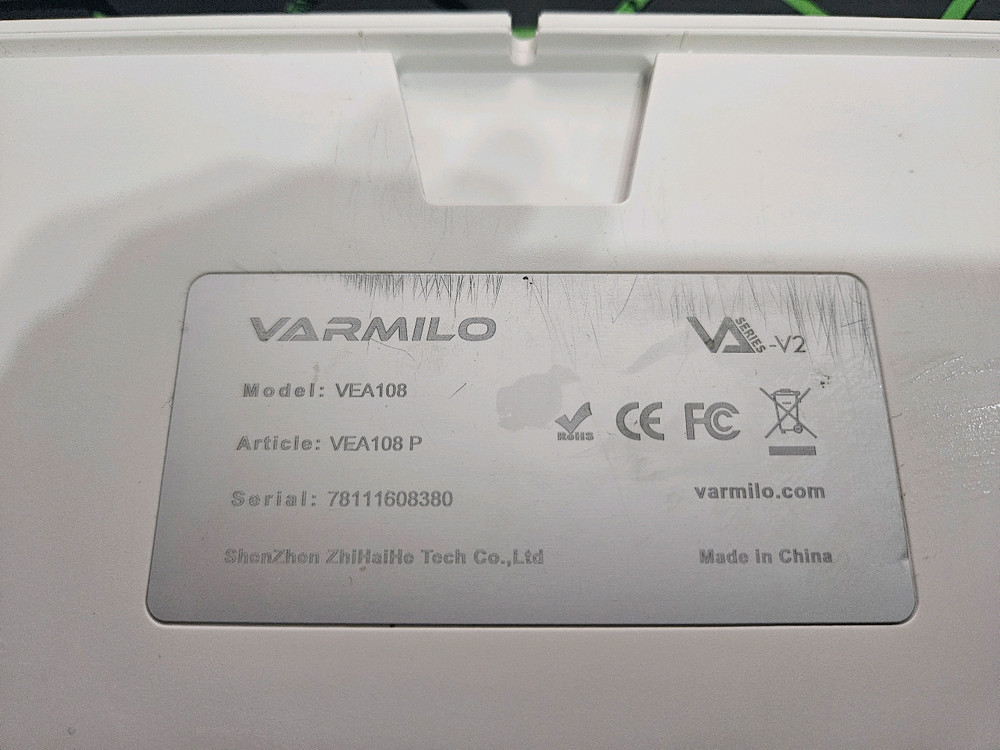 VARMILO
VA SERIES -V2
Model: VEA108
Article: VEA108 P
RoHS CE FC
Serial: 78111608380
varmilo.com
ShenZhen ZhiHaiHe Tech Co.,Ltd
Made in China